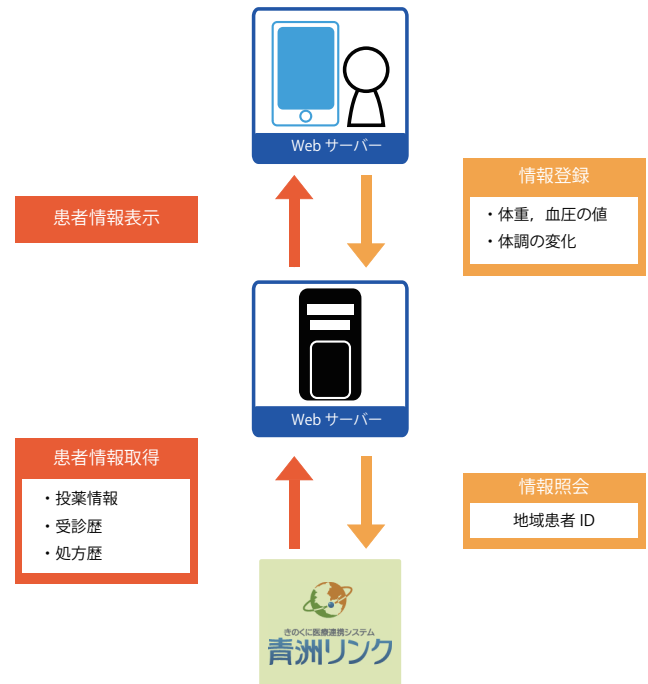 Web サーバー
患者情報表示
情報登録
・体重，血圧の値
・体調の変化
Web サーバー
患者情報取得
・投薬情報
・受診歴
・処方歴
情報照会
地域患者 ID
きのくに医療連携システム
青洲リンク